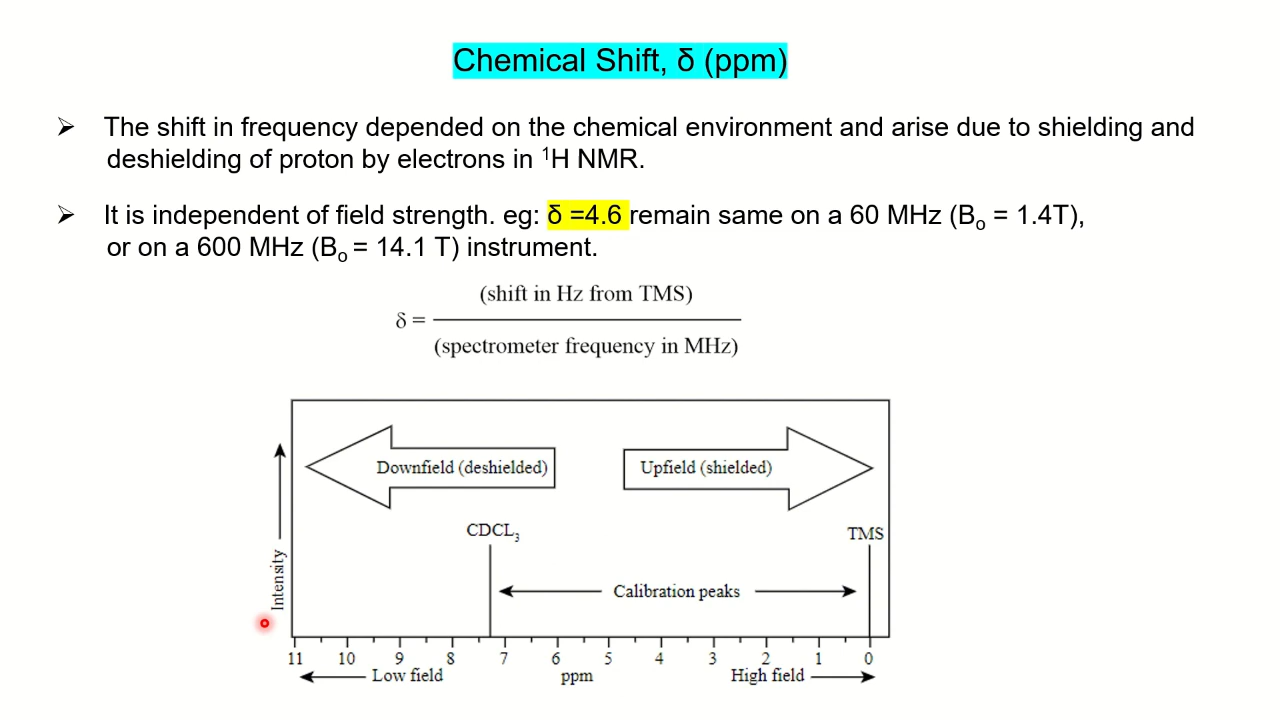 Chemical Shift, δ (ppm)
➢ The shift in frequency depended on the chemical environment and arise due to shielding and
deshielding of proton by electrons in ¹H NMR.
➢ It is independent of field strength. eg: δ =4.6 remain same on a 60 MHz (Bₒ = 1.4T),
or on a 600 MHz (Bₒ = 14.1 T) instrument.
(shift in Hz from TMS)
δ =
(spectrometer frequency in MHz)
Downfield (deshielded) Upfield (shielded)
CDCL₃ TMS
Intensity
Calibration peaks
11 10 9 8 7 6 5 4 3 2 1 0
Low field ppm High field